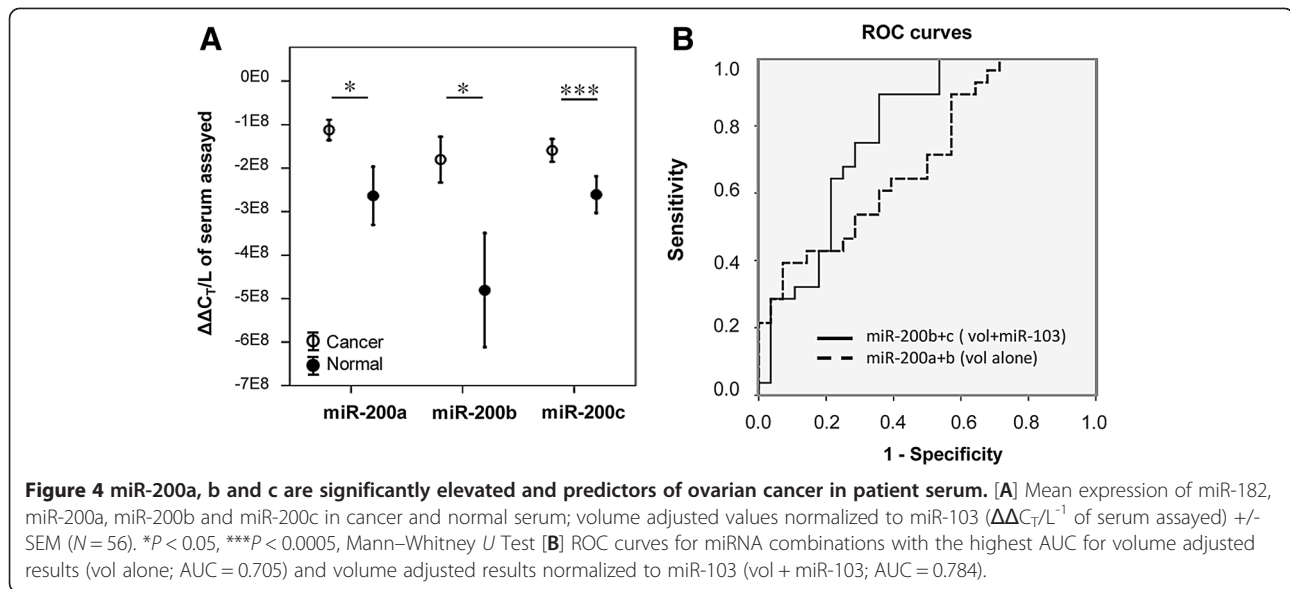 A
ΔΔCT/L of serum assayed
0E0
-1E8
-2E8
-3E8
-4E8
-5E8
-6E8
-7E8
*
*
***
Cancer
Normal
miR-200a
miR-200b
miR-200c
B
ROC curves
Sensitivity
1.0
0.8
0.6
0.4
0.2
0.0
miR-200b+c ( vol+miR-103)
miR-200a+b (vol alone)
0.0
0.2
0.4
0.6
0.8
1.0
1 - Specificity
Figure 4 miR-200a, b and c are significantly elevated and predictors of ovarian cancer in patient serum. [A] Mean expression of miR-182,
miR-200a, miR-200b and miR-200c in cancer and normal serum; volume adjusted values normalized to miR-103 (ΔΔCT/L⁻¹ of serum assayed) +/-
SEM (N = 56). *P < 0.05, ***P < 0.0005, Mann–Whitney U Test [B] ROC curves for miRNA combinations with the highest AUC for volume adjusted
results (vol alone; AUC = 0.705) and volume adjusted results normalized to miR-103 (vol + miR-103; AUC = 0.784).